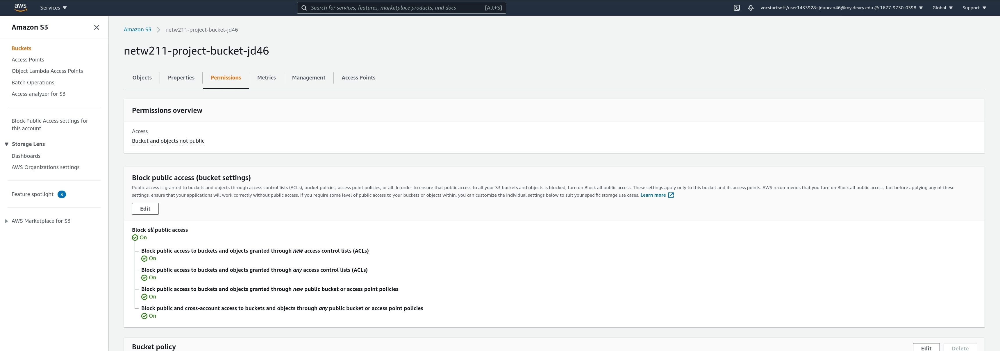 aws
Services
Search for services, features, marketplace products, and docs [Alt+S]
vocstartsoft/user1433928=jduncan46@my.devry.edu @ 1677-9730-0398
Global
Support
Amazon S3
Buckets
Access Points
Object Lambda Access Points
Batch Operations
Access analyzer for S3
Block Public Access settings for
this account
Storage Lens
Dashboards
AWS Organizations settings
Feature spotlight 3
AWS Marketplace for S3
Amazon S3 netw211-project-bucket-jd46
netw211-project-bucket-jd46
Objects Properties Permissions Metrics Management Access Points
Permissions overview
Access
Bucket and objects not public
Block public access (bucket settings)
Public access is granted to buckets and objects through access control lists (ACLs), bucket policies, access point policies, or all. In order to ensure that public access to all your S3 buckets and objects is blocked, turn on Block all public access. These settings apply only to this bucket and its access points. AWS recommends that you turn on Block all public access, but before applying any of these
settings, ensure that your applications will work correctly without public access. If you require some level of public access to your buckets or objects within, you can customize the individual settings below to suit your specific storage use cases. Learn more
Edit
Block all public access
On
Block public access to buckets and objects granted through new access control lists (ACLs)
On
Block public access to buckets and objects granted through any access control lists (ACLs)
On
Block public access to buckets and objects granted through new public bucket or access point policies
On
Block public and cross-account access to buckets and objects through any public bucket or access point policies
On
Bucket policy
Edit Delete